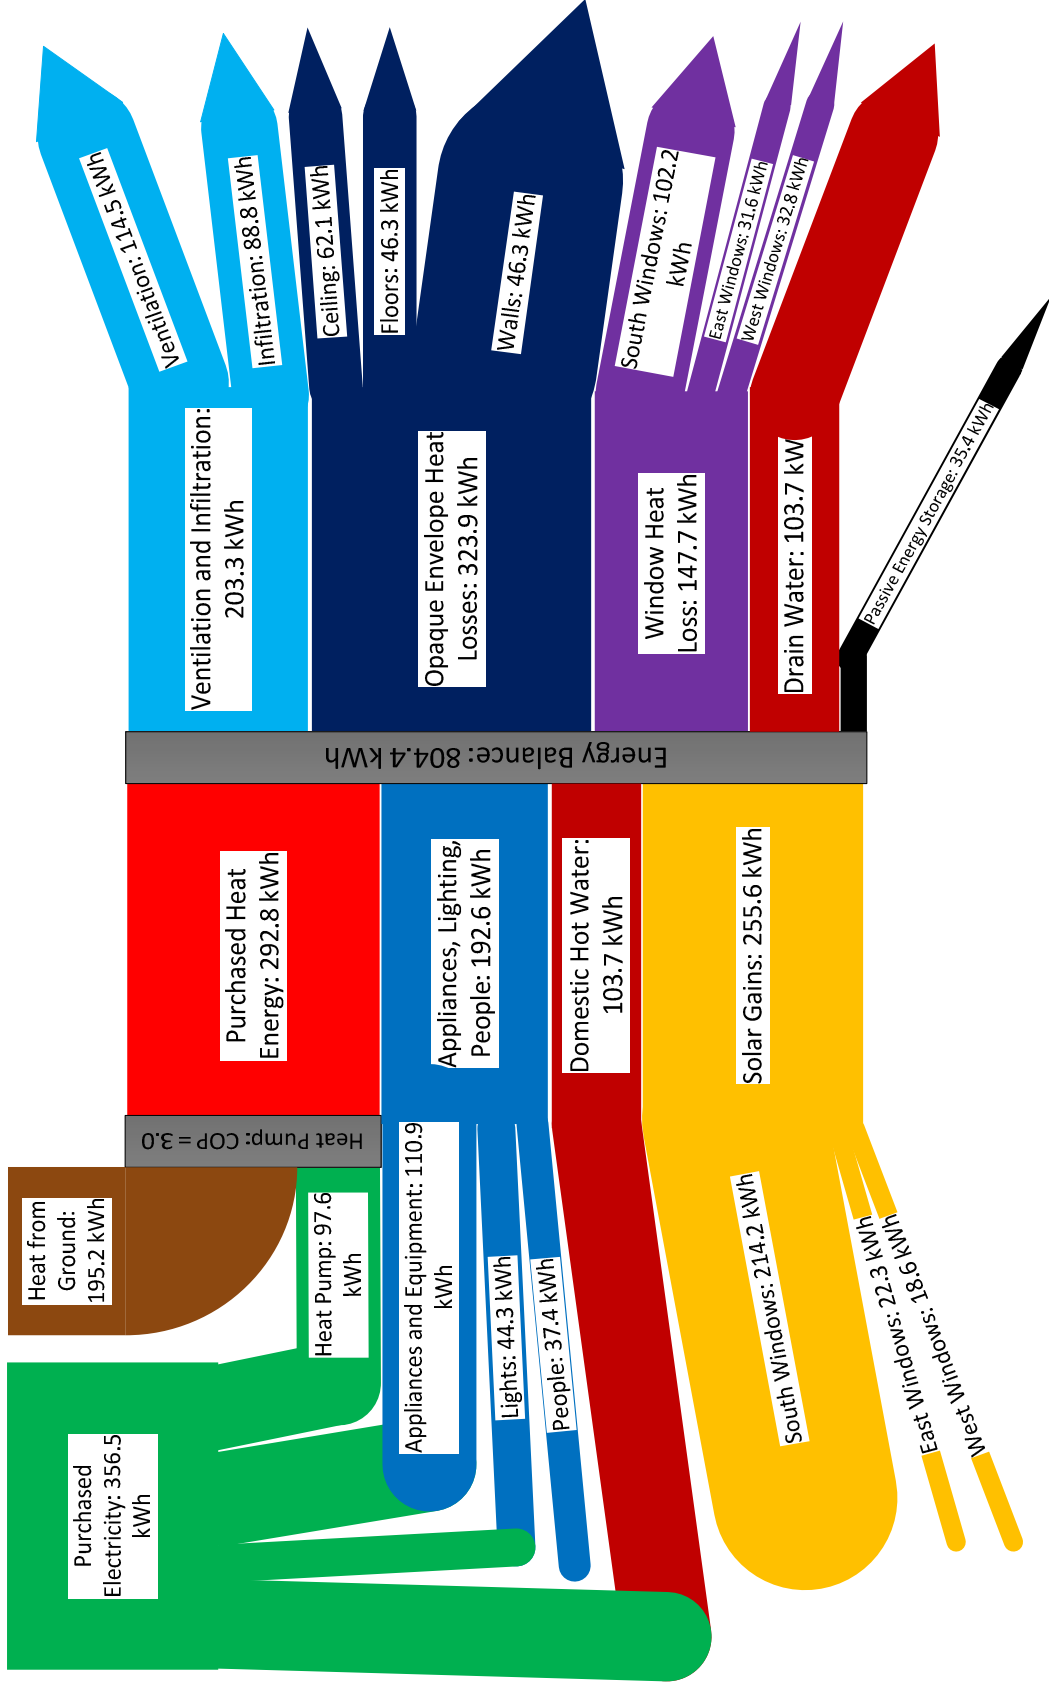 Purchased
Electricity: 356.5
kWh
Heat from
Ground:
195.2 kWh
Heat Pump: 97.6
kWh
Heat Pump: COP = 3.0
Purchased Heat
Energy: 292.8 kWh
Appliances and Equipment: 110.9
kWh
Lights: 44.3 kWh
People: 37.4 kWh
Appliances, Lighting,
People: 192.6 kWh
Domestic Hot Water:
103.7 kWh
South Windows: 214.2 kWh
East Windows: 22.3 kWh
West Windows: 18.6 kWh
Solar Gains: 255.6 kWh
Energy Balance: 804.4 kWh
Ventilation and Infiltration:
203.3 kWh
Ventilation: 114.5 kWh
Infiltration: 88.8 kWh
Opaque Envelope Heat
Losses: 323.9 kWh
Ceiling: 62.1 kWh
Floors: 46.3 kWh
Walls: 46.3 kWh
Window Heat
Loss: 147.7 kWh
South Windows: 102.2
kWh
East Windows: 31.6 kWh
West Windows: 32.8 kWh
Drain Water: 103.7 kW
Passive Energy Storage: 35.4 kWh